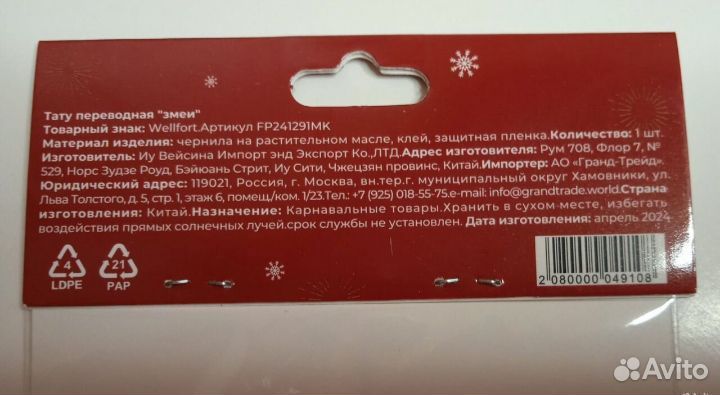 Тату переводная "змеи"
Товарный знак: Wellfort.Артикул FP241291MK
Материал изделия: чернила на растительном масле, клей, защитная пленка.Количество: 1 шт.
Изготовитель: Иу Вейсина Импорт энд Экспорт Ко.,ЛТД.Адрес изготовителя: Рум 708, Флор 7, №
529, Норс Зудзе Роуд, Бэйюань Стрит, Иу Сити, Чжецзян провинс, Китай.Импортер: АО «Гранд-Трейд».
Юридический адрес: 119021, Россия, г. Москва, вн.тер.г. муниципальный округ Хамовники, ул.
Льва Толстого, д. 5, стр. 1, этаж 6, помещ./ком. 1/23.Тел.: +7 (925) 018-55-75.e-mail: info@grandtrade.world.Страна
изготовления: Китай.Назначение: Карнавальные товары.Хранить в сухом месте, избегать
воздействия прямых солнечных лучей.срок службы не установлен. Дата изготовления: апрель 2024
4
LDPE
21
PAP
2 080000 049108
Avito